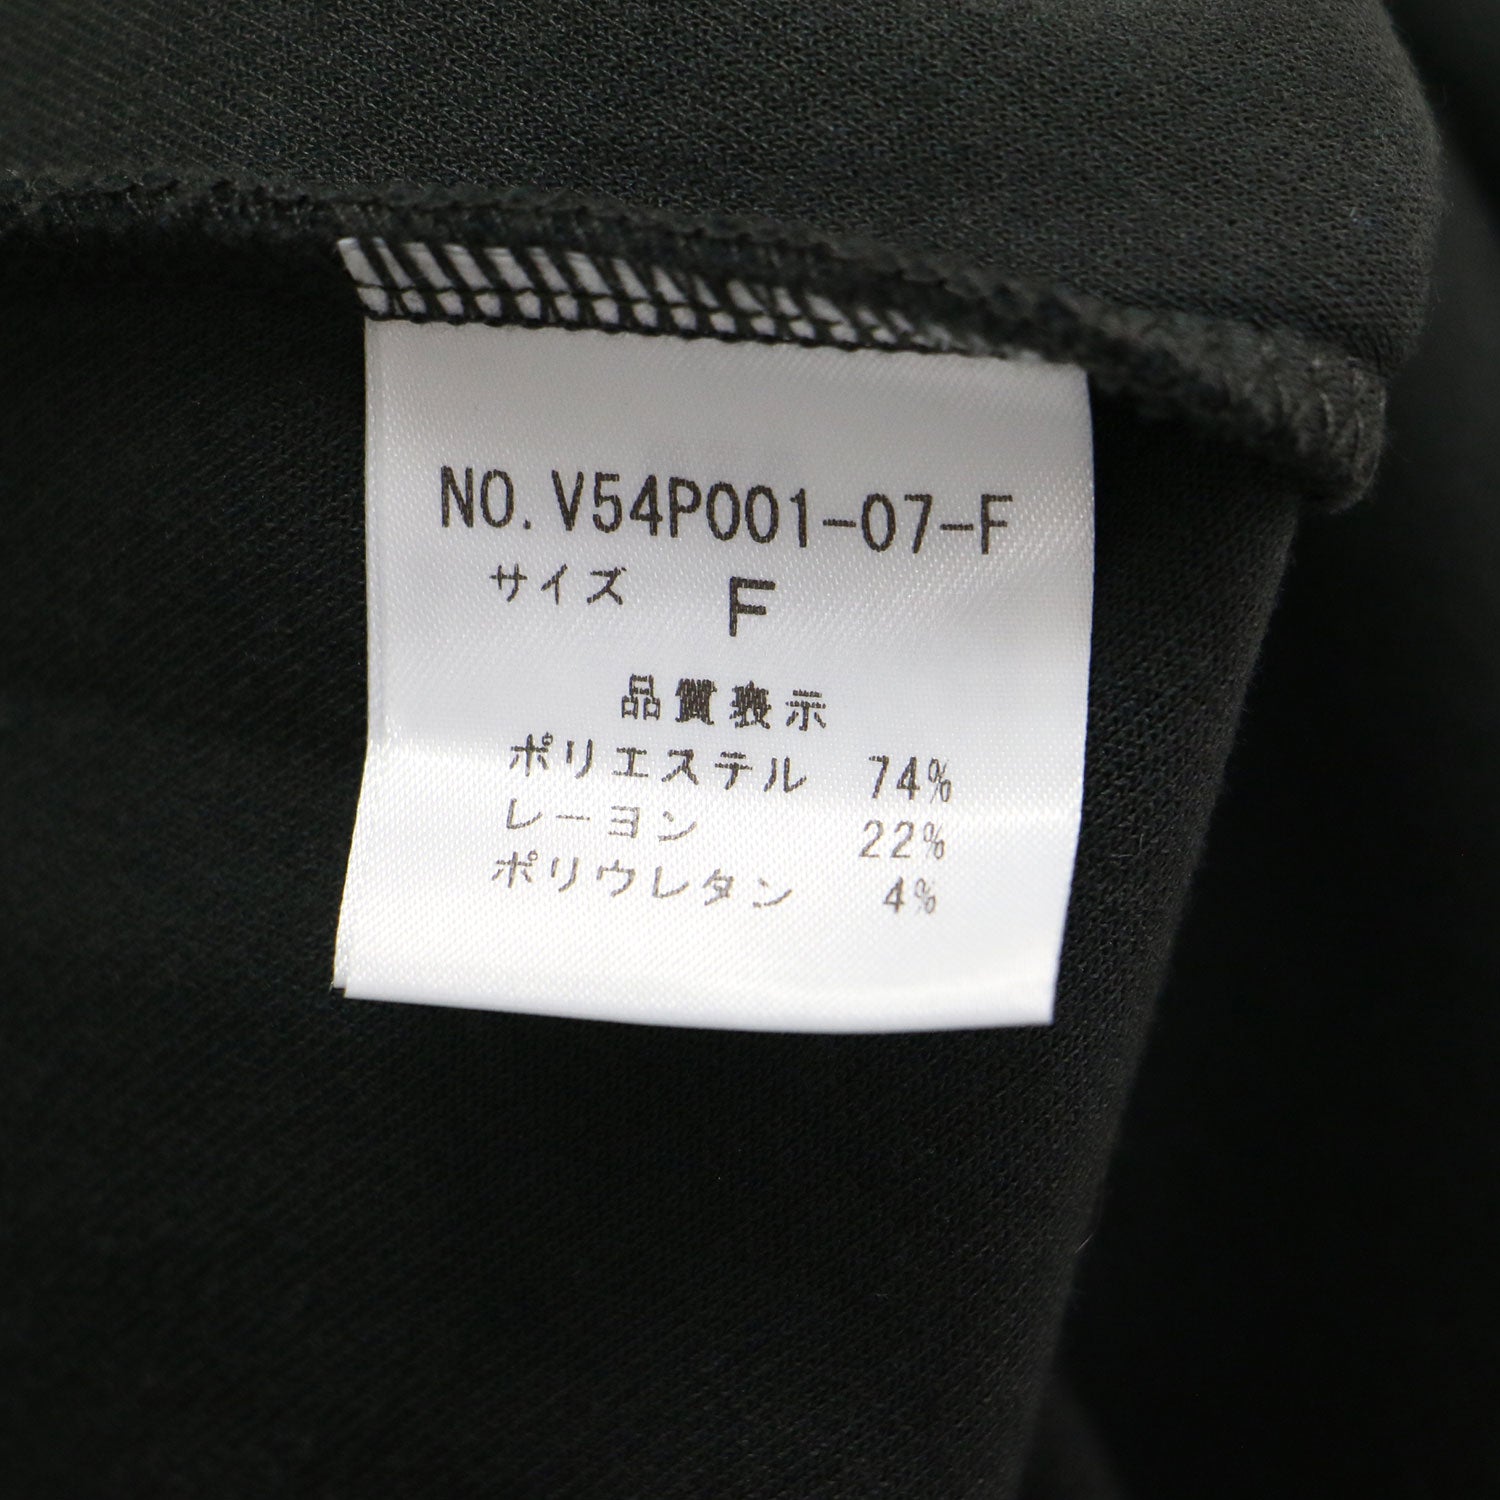 NO. V54P001-07-F
サイズ F
品質表示
ポリエステル 74%
レーヨン 22%
ポリウレタン 4%